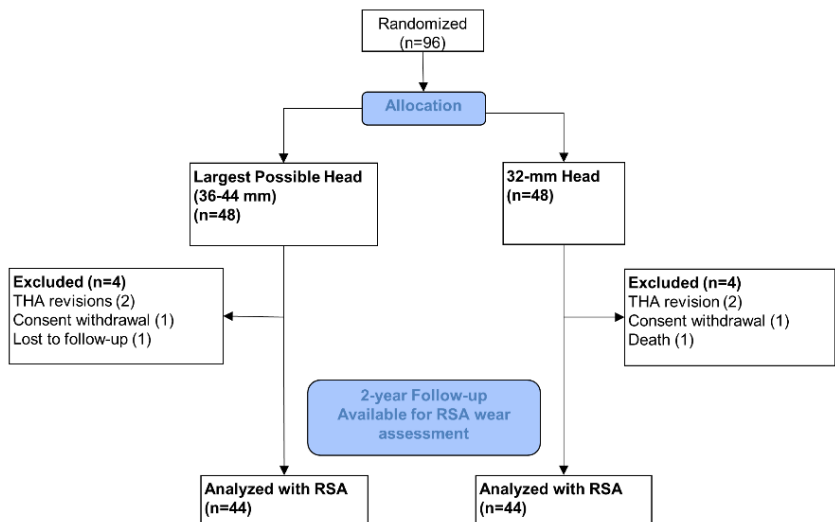 Randomized
(n=96)
Allocation
Largest Possible Head
(36-44 mm)
(n=48)
32-mm Head
(n=48)
Excluded (n=4)
THA revisions (2)
Consent withdrawal (1)
Lost to follow-up (1)
Excluded (n=4)
THA revision (2)
Consent withdrawal (1)
Death (1)
2-year Follow-up
Available for RSA wear
assessment
Analyzed with RSA
(n=44)
Analyzed with RSA
(n=44)